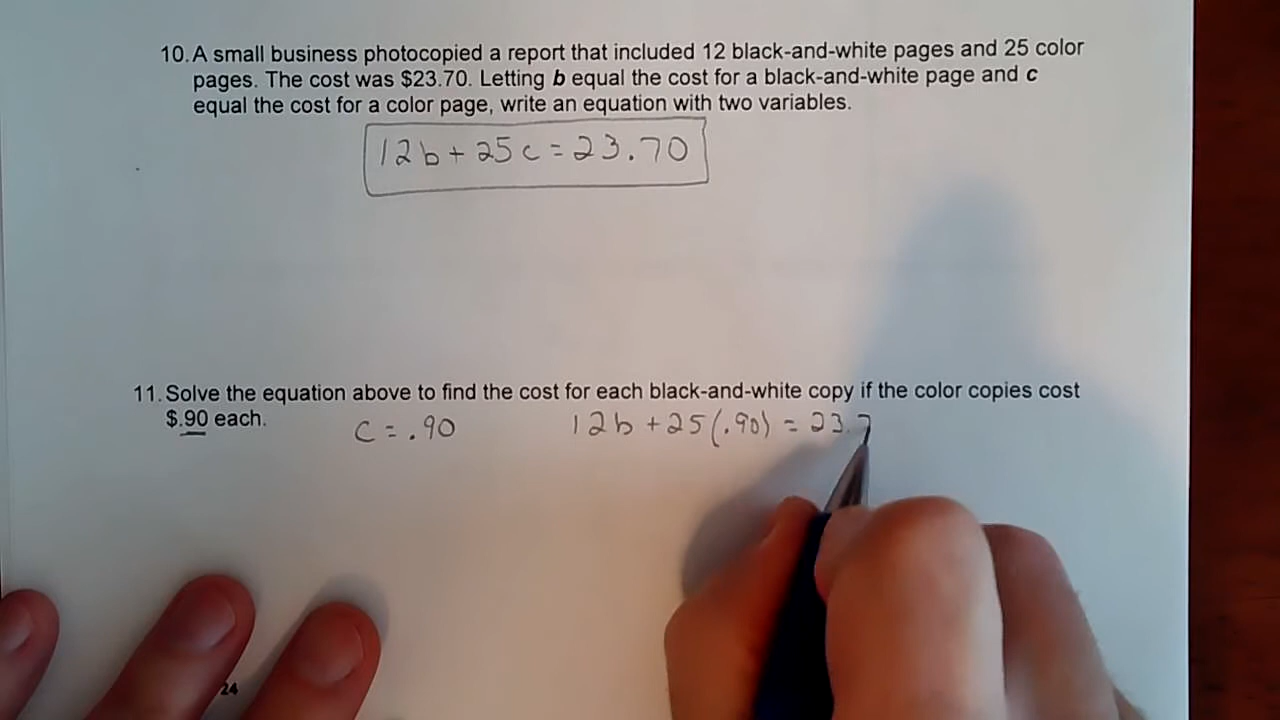 10. A small business photocopied a report that included 12 black-and-white pages and 25 color
pages. The cost was $23.70. Letting b equal the cost for a black-and-white page and c
equal the cost for a color page, write an equation with two variables.
12b + 25c = 23.70
11. Solve the equation above to find the cost for each black-and-white copy if the color copies cost
$.90 each.
c = .90
12b + 25(.90) = 23.7
24